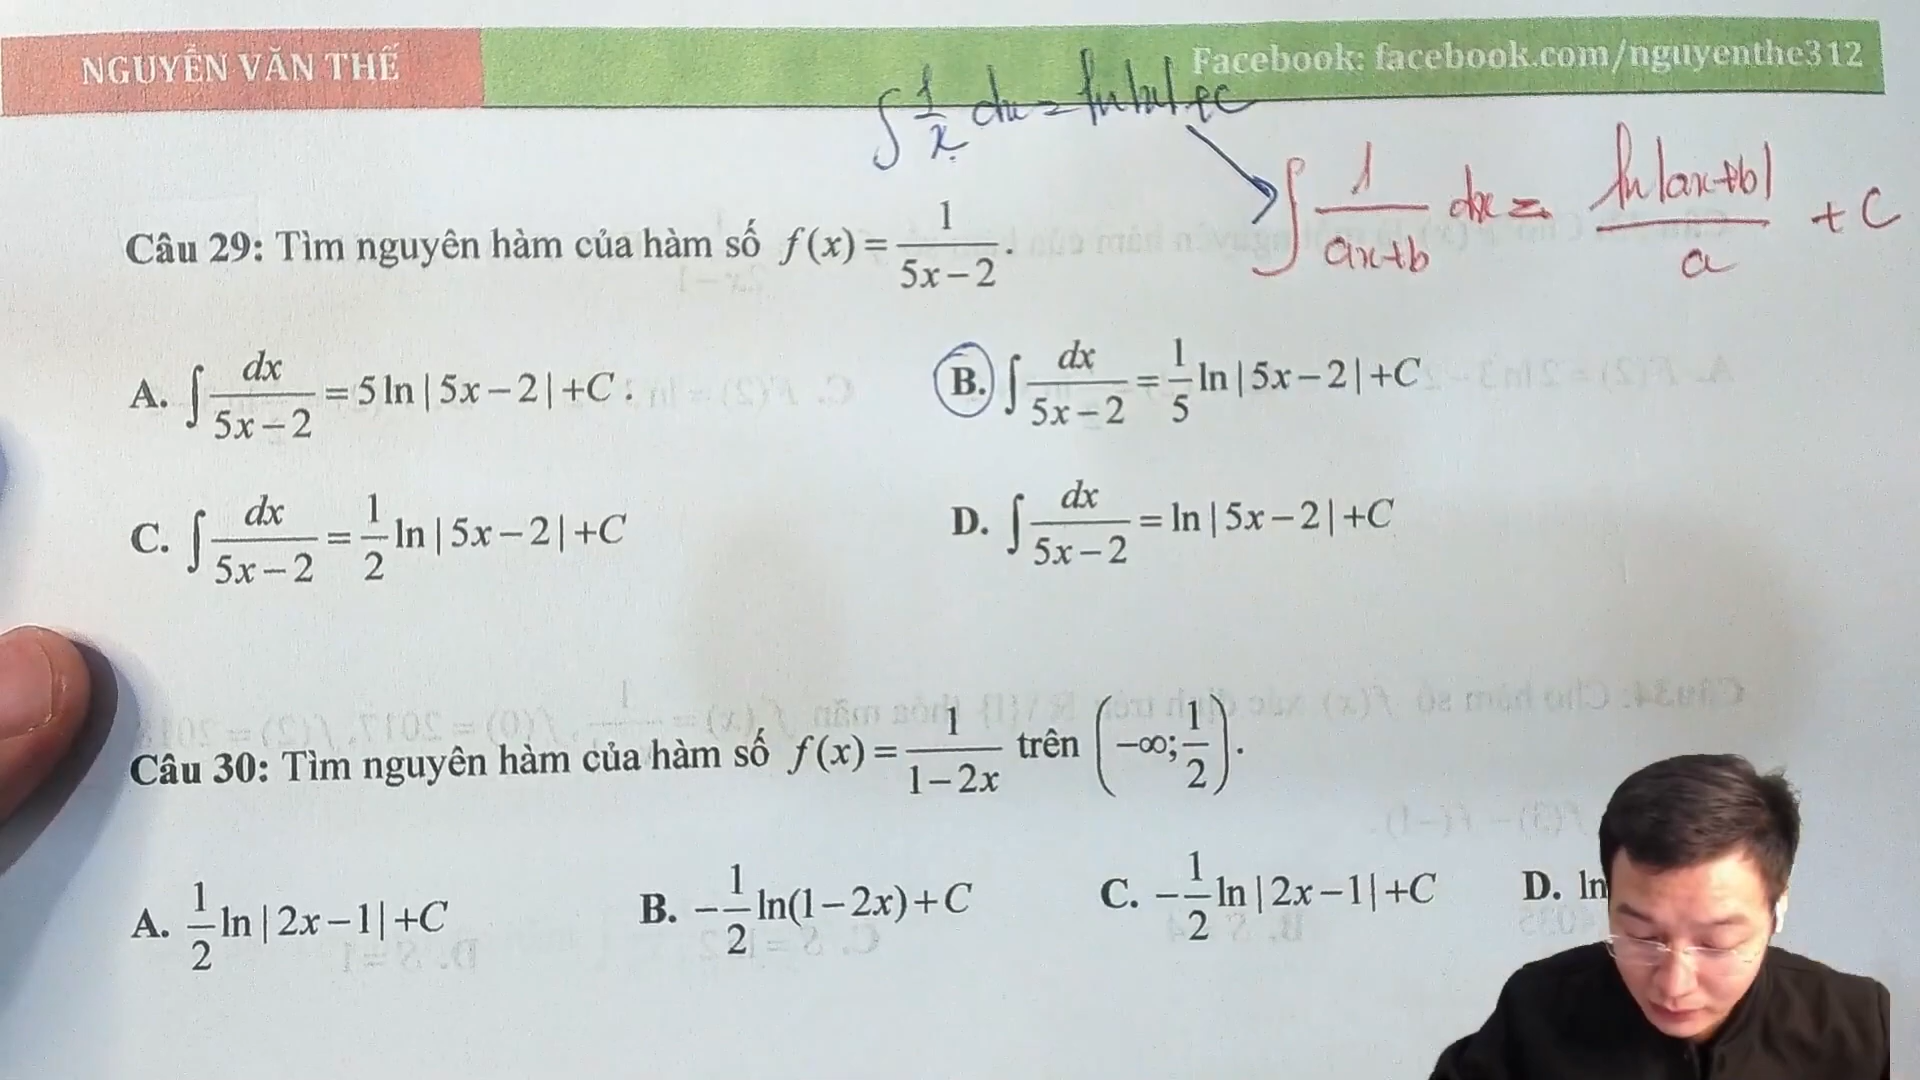 NGUYỄN VĂN THẾ
Facebook: facebook.com/nguyenthe312
∫ 1/x dx = ln|x| + C
∫ 1/(ax+b) dx = ln|ax+b|/a + C
Câu 29: Tìm nguyên hàm của hàm số f(x) = 1/(5x−2).
A. ∫ dx/(5x−2) = 5 ln|5x−2| + C .
B. ∫ dx/(5x−2) = 1/5 ln|5x−2| + C
C. ∫ dx/(5x−2) = 1/2 ln|5x−2| + C
D. ∫ dx/(5x−2) = ln|5x−2| + C
Câu 30: Tìm nguyên hàm của hàm số f(x) = 1/(1−2x) trên (−∞; 1/2).
A. 1/2 ln|2x−1| + C
B. −1/2 ln(1−2x) + C
C. −1/2 ln|2x−1| + C
D. ln